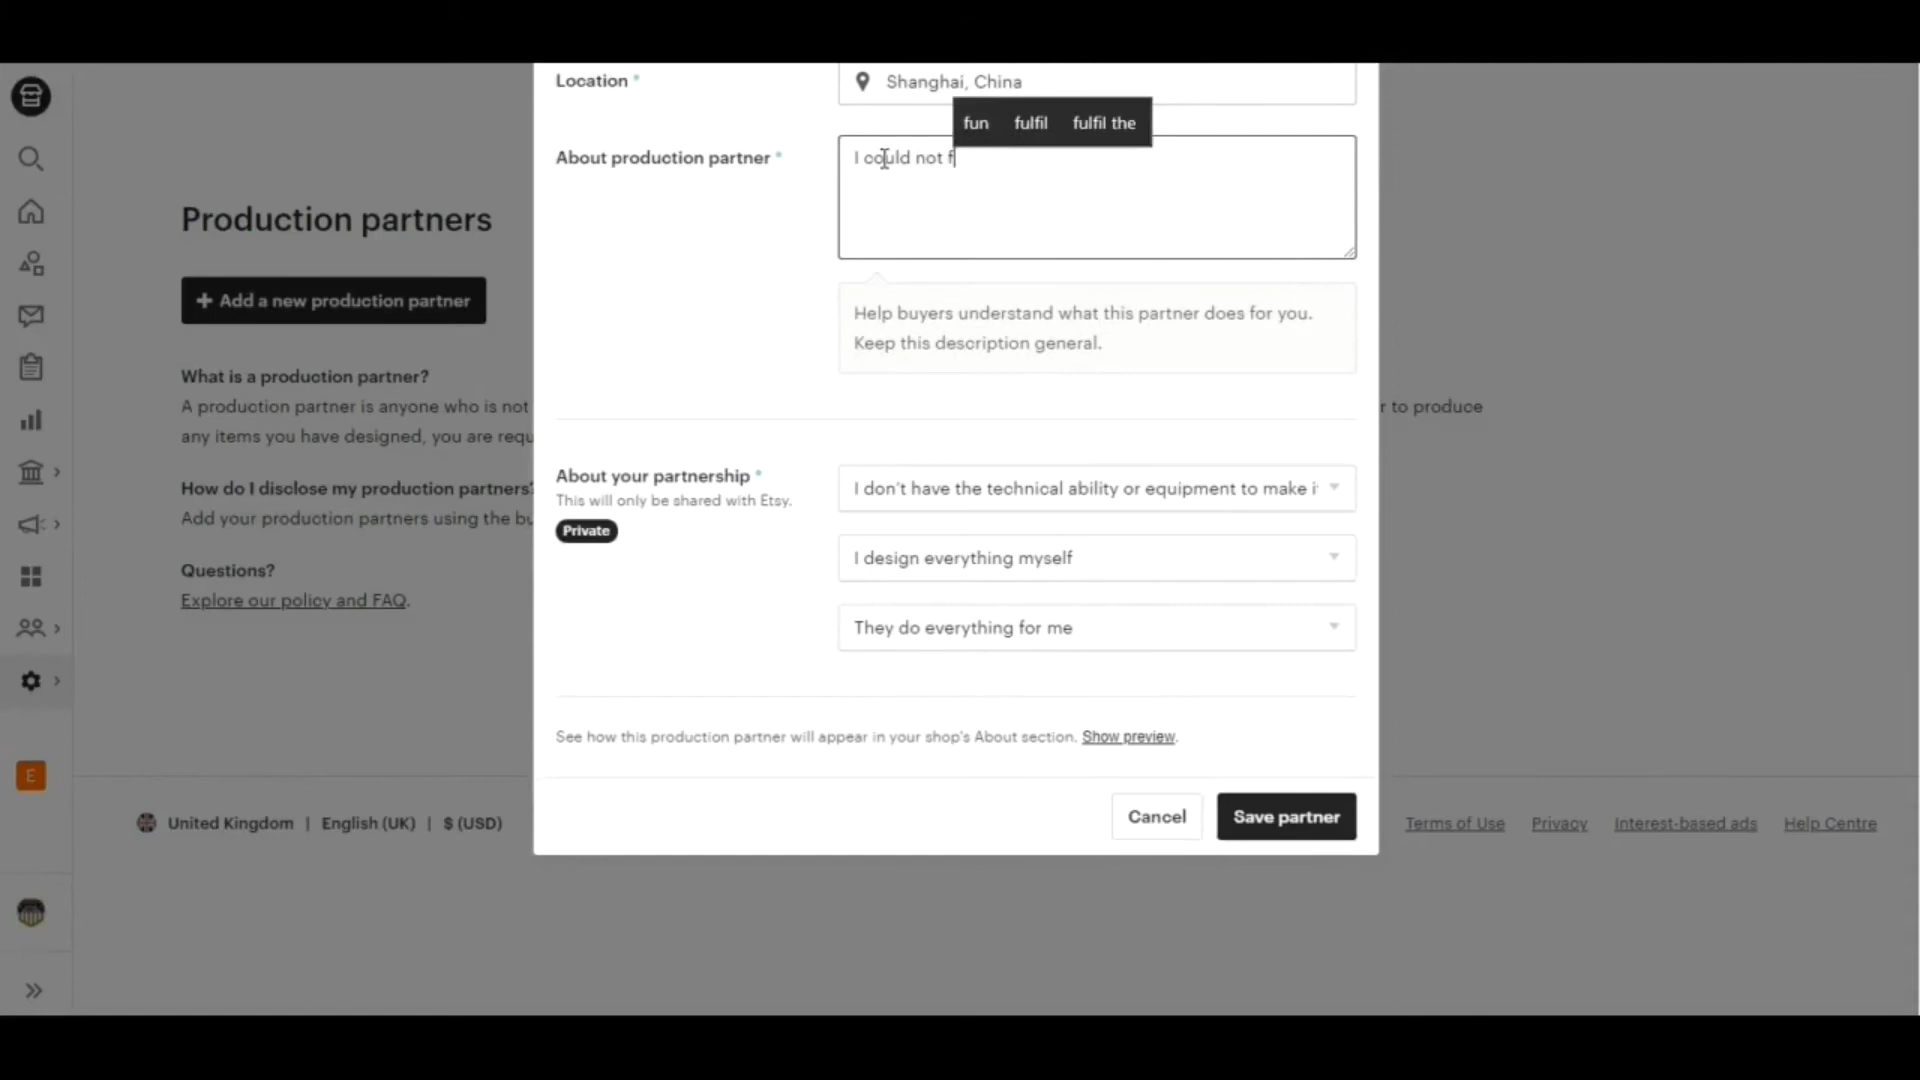 Location *
Shanghai, China
fun fulfil fulfil the
About production partner *
I could not f
Help buyers understand what this partner does for you.
Keep this description general.
Production partners
+ Add a new production partner
What is a production partner?
A production partner is anyone who is not
r to produce
any items you have designed, you are requ
How do I disclose my production partners?
Add your production partners using the bu
Questions?
Explore our policy and FAQ.
About your partnership *
This will only be shared with Etsy.
Private
I don't have the technical ability or equipment to make i
I design everything myself
They do everything for me
See how this production partner will appear in your shop's About section. Show preview.
Cancel
Save partner
E
United Kingdom | English (UK) | $ (USD)
Terms of Use
Privacy
Interest-based ads
Help Centre